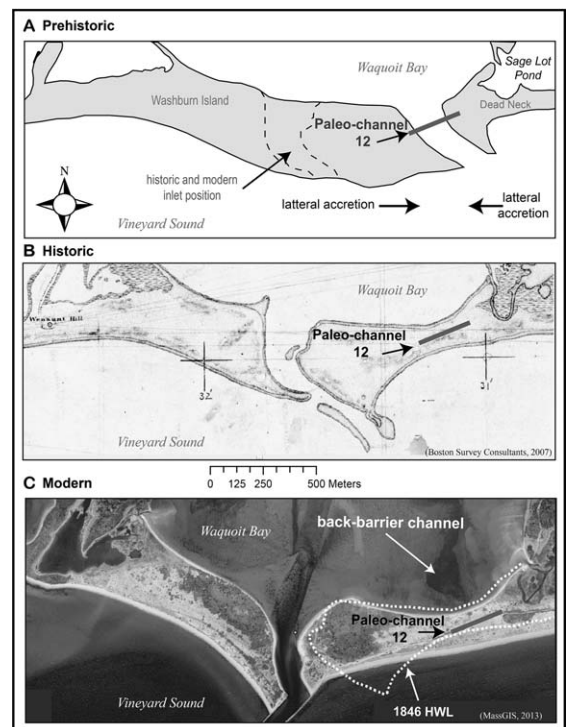 A Prehistoric
Waquoit Bay
Sage Lot
Pond
Washburn Island
Dead Neck
Paleo-channel
12
historic and modern
inlet position
N
lattral accretion
lattral
accretion
Vineyard Sound
B Historic
Waquoit Bay
Paleo-channel
12
32'
31'
Vineyard Sound
(Boston Survey Consultants, 2007)
0 125 250 500 Meters
C Modern
Waquoit Bay
back-barrier channel
Paleo-channel
12
Vineyard Sound
1846 HWL
(MassGIS, 2013)